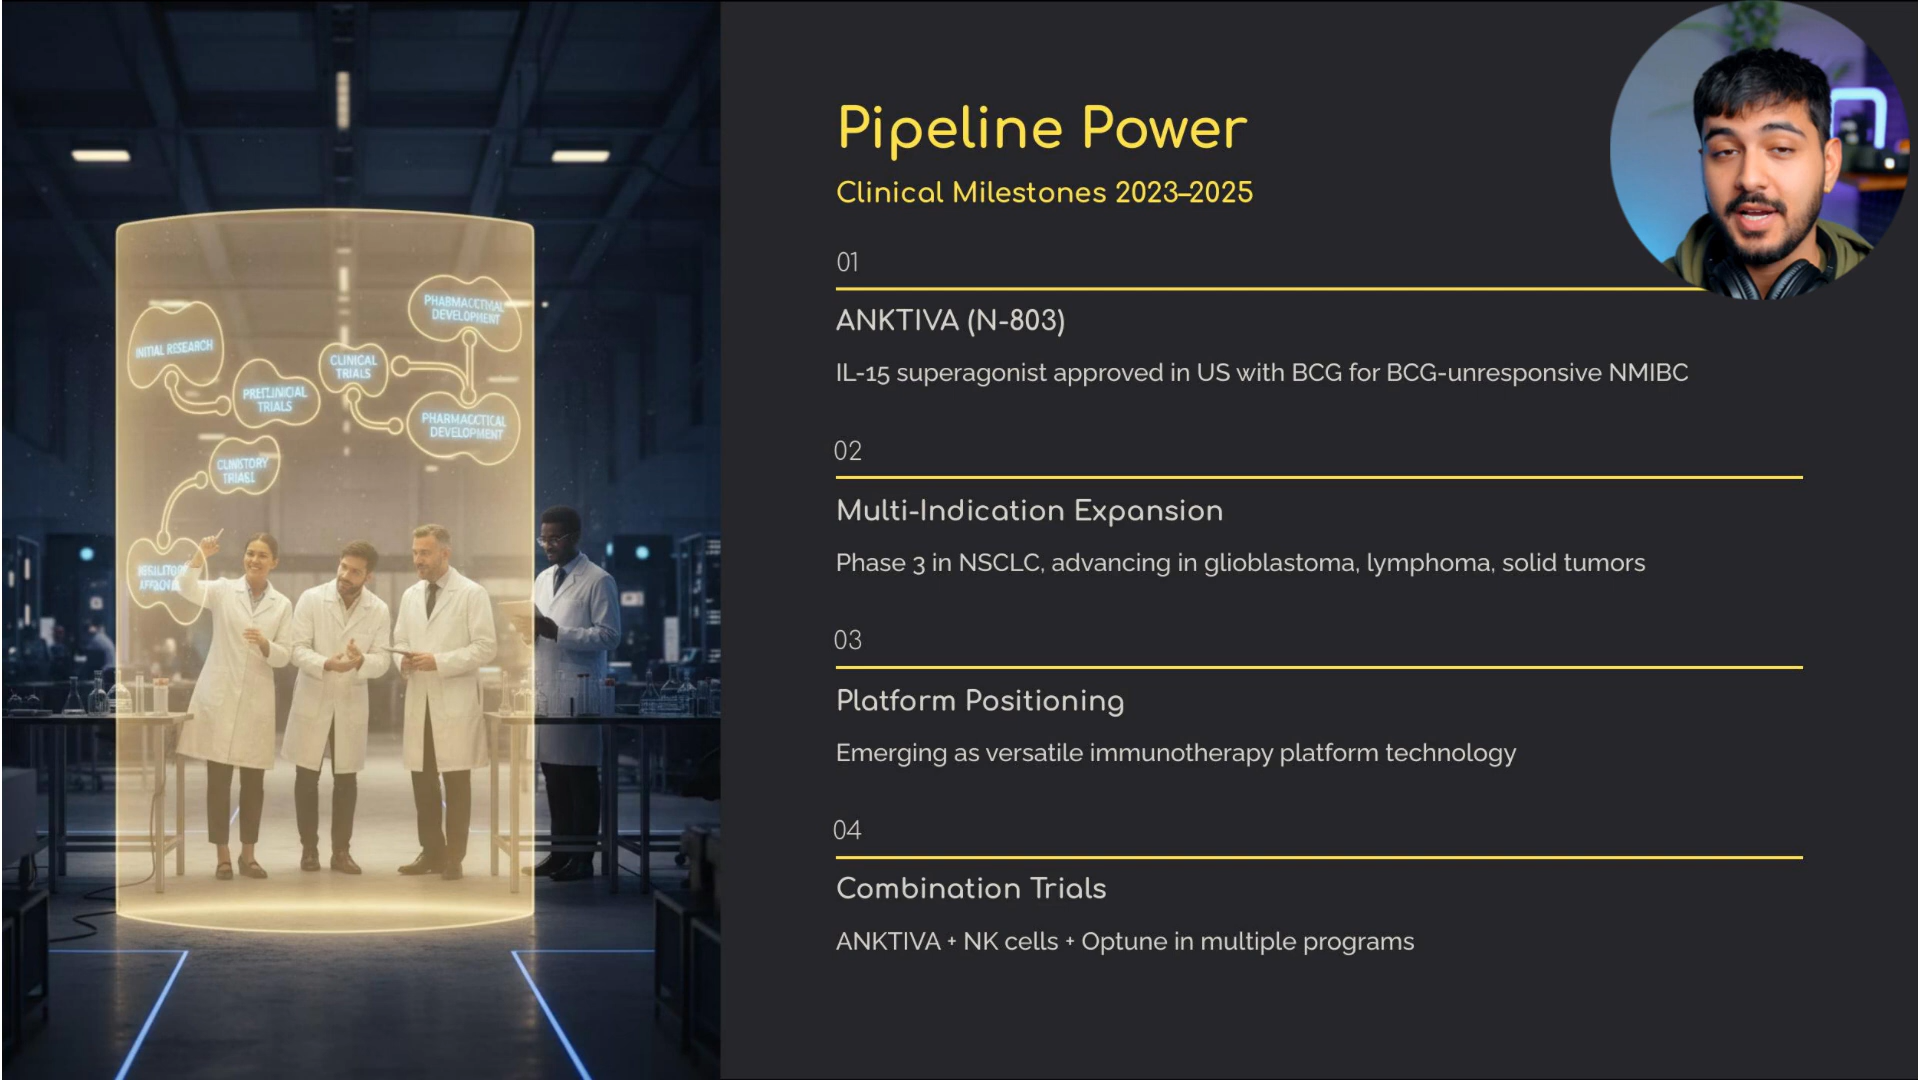 Pipeline Power
Clinical Milestones 2023–2025
01
ANKTIVA (N-803)
IL-15 superagonist approved in US with BCG for BCG-unresponsive NMIBC
02
Multi-Indication Expansion
Phase 3 in NSCLC, advancing in glioblastoma, lymphoma, solid tumors
03
Platform Positioning
Emerging as versatile immunotherapy platform technology
04
Combination Trials
ANKTIVA + NK cells + Optune in multiple programs
INITIAL RESEARCH
TRIALS
CLINICAL
TRIALS
DEVELOPMENT
DEVELOPMENT